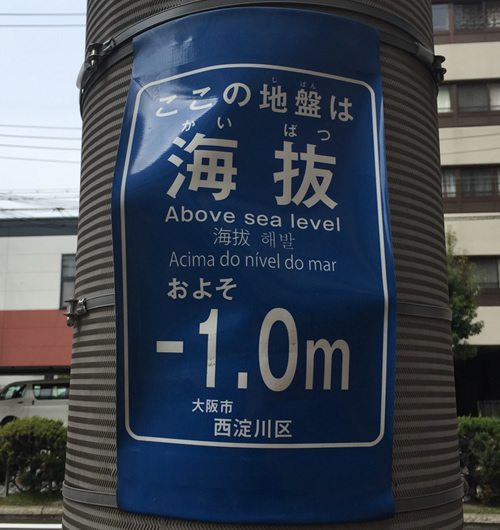 ここの地盤は
じばん
かいばつ
海抜
Above sea level
海拔 해발
Acima do nível do mar
およそ
-1.0m
大阪市
西淀川区